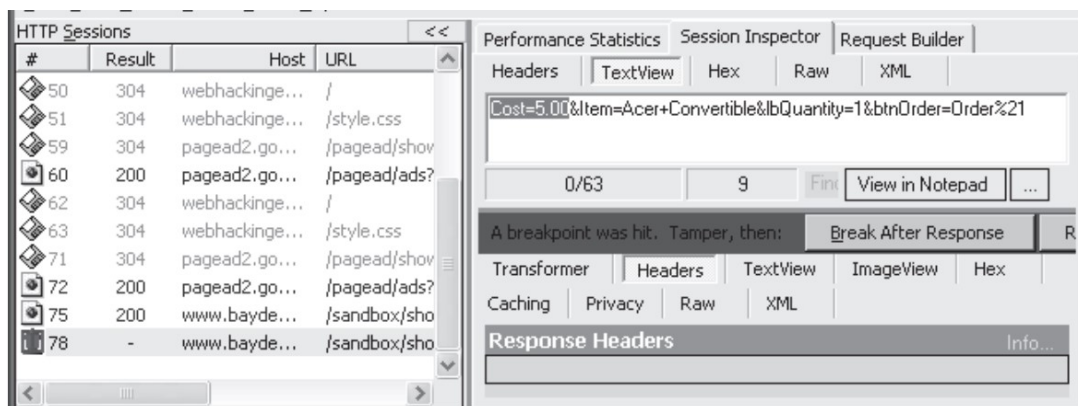 HTTP Sessions <<
# Result Host URL
50 304 webhackinge... /
51 304 webhackinge... /style.css
59 304 pagead2.go... /pagead/show
60 200 pagead2.go... /pagead/ads?
62 304 webhackinge... /
63 304 webhackinge... /style.css
71 304 pagead2.go... /pagead/show
72 200 pagead2.go... /pagead/ads?
75 200 www.bayde... /sandbox/sho
78 - www.bayde... /sandbox/sho
Performance Statistics Session Inspector Request Builder
Headers TextView Hex Raw XML
Cost=5.00&Item=Acer+Convertible&lbQuantity=1&btnOrder=Order%21
0/63 9 Find View in Notepad ...
A breakpoint was hit. Tamper, then: Break After Response R
Transformer Headers TextView ImageView Hex
Caching Privacy Raw XML
Response Headers Info...